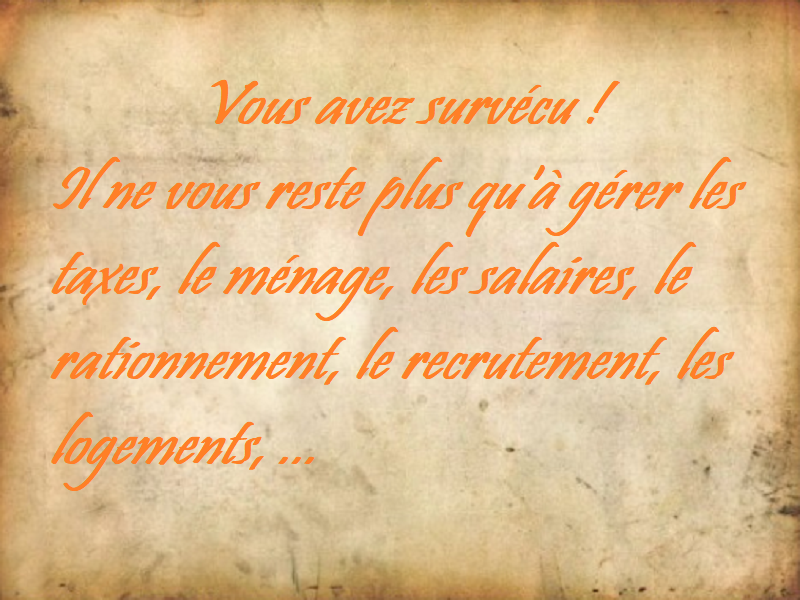 Vous avez survécu !
Il ne vous reste plus qu'à gérer les
taxes, le ménage, les salaires, le
rationnement, le recrutement, les
logements, ...